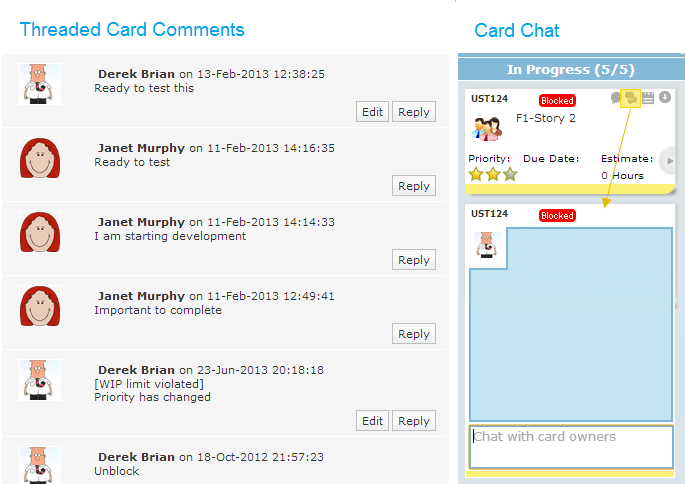 Threaded Card Comments
Derek Brian on 13-Feb-2013 12:38:25
Ready to test this
Edit Reply
Janet Murphy on 11-Feb-2013 14:16:35
Ready to test
Reply
Janet Murphy on 11-Feb-2013 14:14:33
I am starting development
Reply
Janet Murphy on 11-Feb-2013 12:49:41
Important to complete
Reply
Derek Brian on 23-Jun-2013 20:18:18
[WIP limit violated]
Priority has changed
Edit Reply
Derek Brian on 18-Oct-2012 21:57:23
Unblock
Card Chat
In Progress (5/5)
UST124 Blocked
F1-Story 2
Priority: Due Date: Estimate:
0 Hours
UST124 Blocked
Chat with card owners